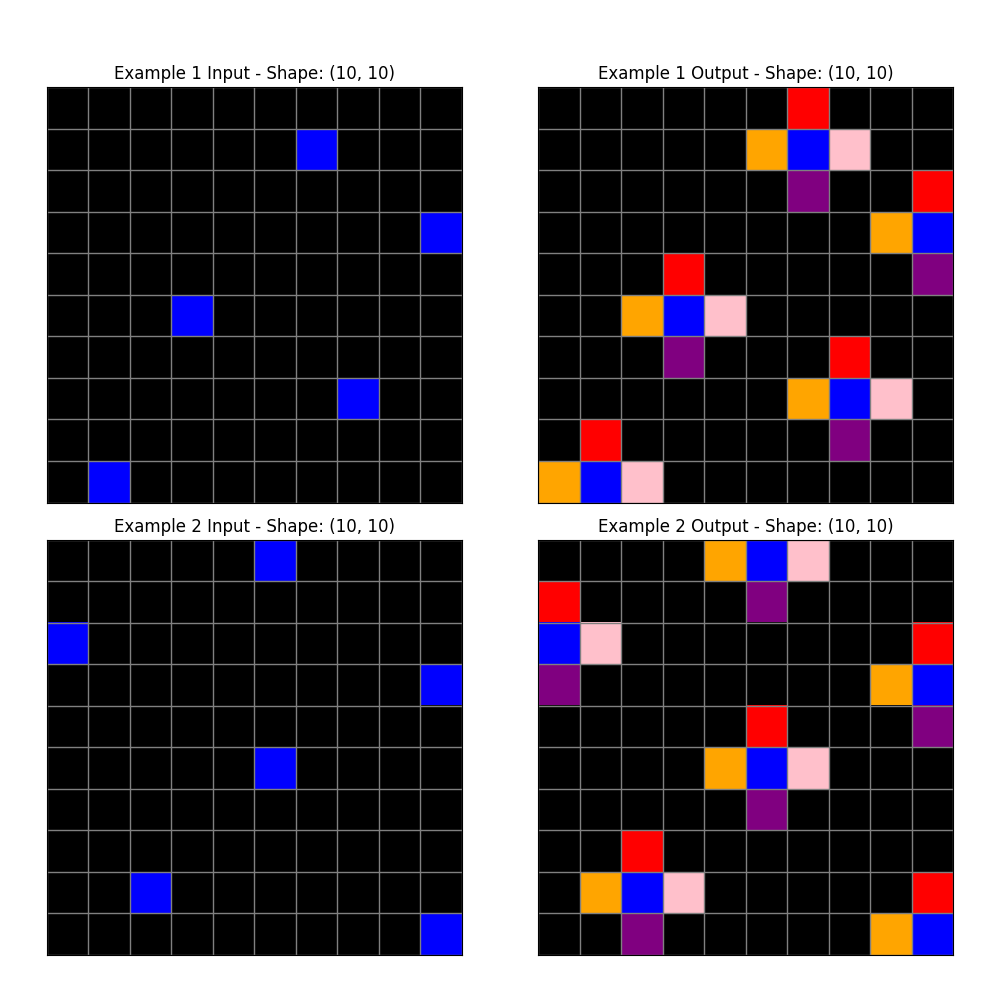 Example 1 Input - Shape: (10, 10)
Example 1 Output - Shape: (10, 10)
Example 2 Input - Shape: (10, 10)
Example 2 Output - Shape: (10, 10)